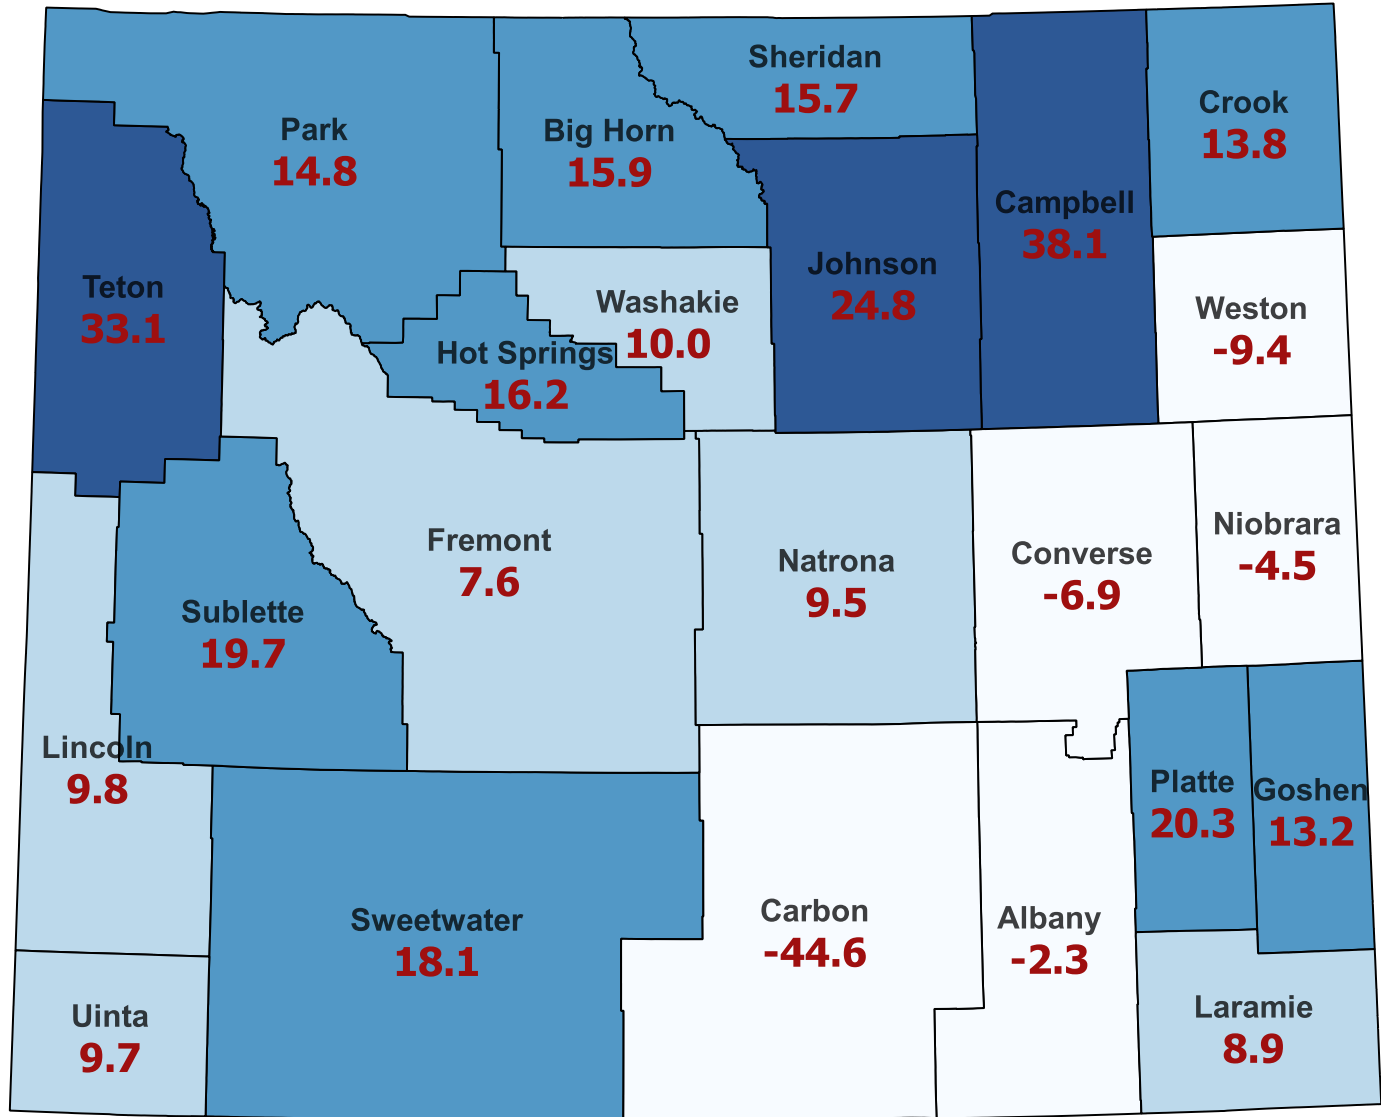 Sheridan
15.7
Crook
13.8
Park
14.8
Big Horn
15.9
Campbell
38.1
Johnson
24.8
Teton
33.1
Washakie
10.0
Weston
-9.4
Hot Springs
16.2
Niobrara
-4.5
Fremont
7.6
Converse
-6.9
Natrona
9.5
Sublette
19.7
Lincoln
9.8
Platte
20.3
Goshen
13.2
Carbon
-44.6
Albany
-2.3
Sweetwater
18.1
Laramie
8.9
Uinta
9.7